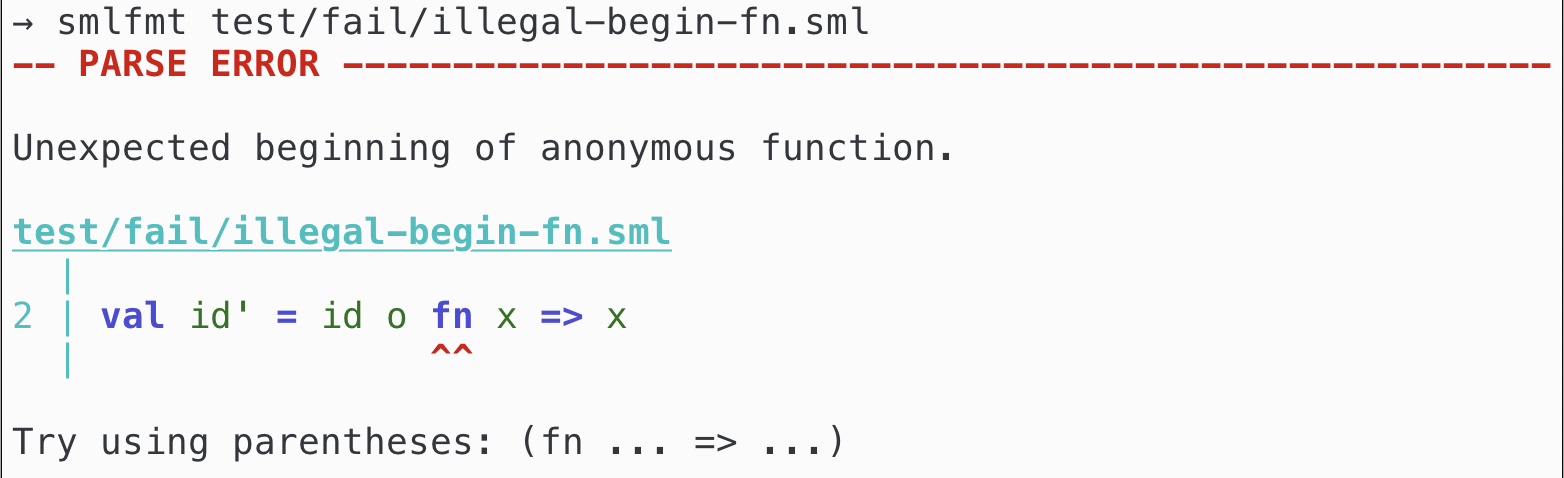 → smlfmt test/fail/illegal-begin-fn.sml
-- PARSE ERROR -------------------------------------------------------
Unexpected beginning of anonymous function.
test/fail/illegal-begin-fn.sml
  |
2 | val id' = id o fn x => x
  |                ^^
Try using parentheses: (fn ... => ...)